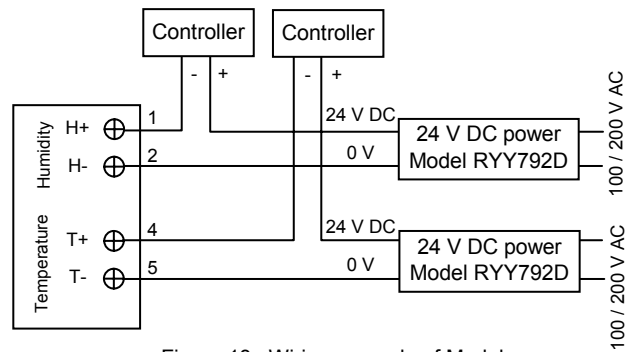 Controller
Controller
- +
- +
Humidity
H+
1
H-
2
Temperature
T+
4
T-
5
24 V DC
0 V
24 V DC power
Model RYY792D
100 / 200 V AC
24 V DC
0 V
24 V DC power
Model RYY792D
100 / 200 V AC